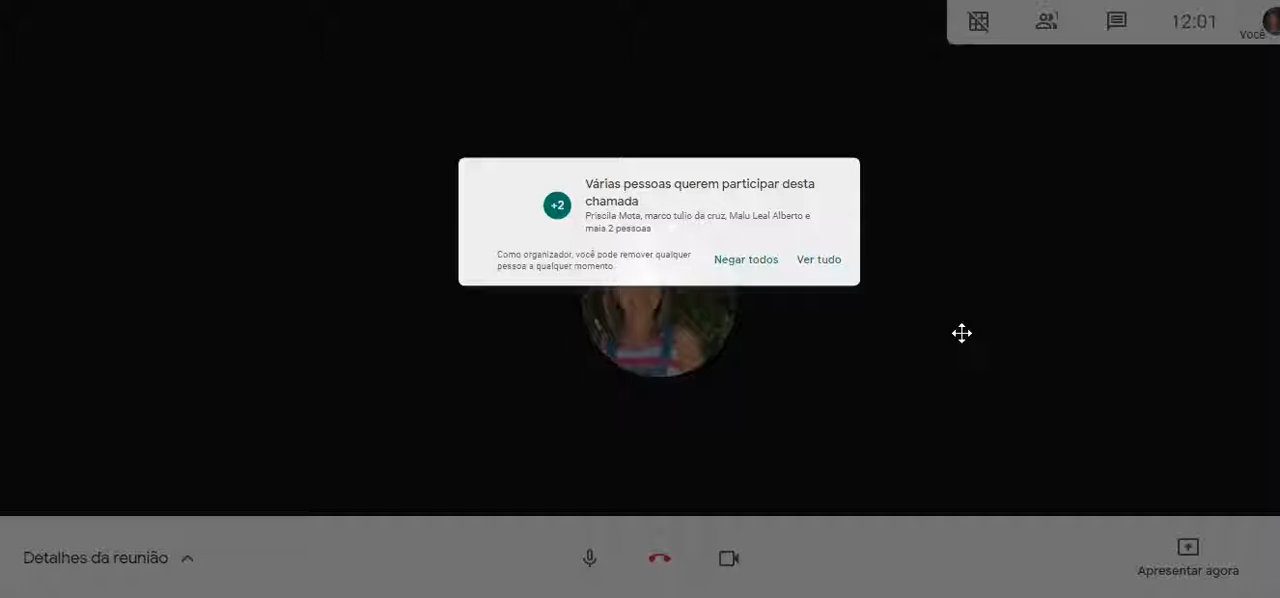 1
12:01
Você
Várias pessoas querem participar desta
chamada
+2
Priscila Mota, marco tulio da cruz, Malu Leal Alberto e
mais 2 pessoas
Como organizador, você pode remover qualquer
pessoa a qualquer momento
Negar todos
Ver tudo
Detalhes da reunião
Apresentar agora